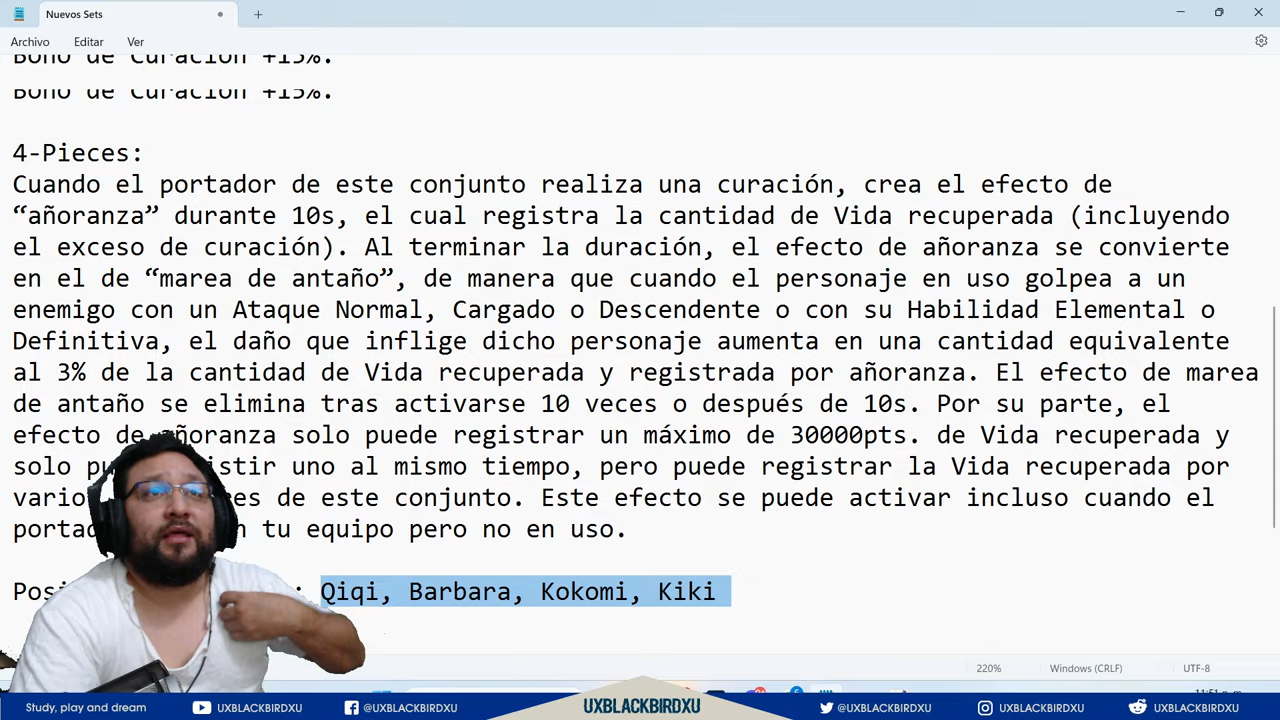 Nuevos Sets
Archivo Editar Ver
Bono de Curación +15%.
Bono de Curación +15%.
4-Pieces:
Cuando el portador de este conjunto realiza una curación, crea el efecto de
“añoranza” durante 10s, el cual registra la cantidad de Vida recuperada (incluyendo
el exceso de curación). Al terminar la duración, el efecto de añoranza se convierte
en el de “marea de antaño”, de manera que cuando el personaje en uso golpea a un
enemigo con un Ataque Normal, Cargado o Descendente o con su Habilidad Elemental o
Definitiva, el daño que inflige dicho personaje aumenta en una cantidad equivalente
al 3% de la cantidad de Vida recuperada y registrada por añoranza. El efecto de marea
de antaño se elimina tras activarse 10 veces o después de 10s. Por su parte, el
efecto de añoranza solo puede registrar un máximo de 30000pts. de Vida recuperada y
solo uno al mismo tiempo, pero puede registrar la Vida recuperada por
de este conjunto. Este efecto se puede activar incluso cuando el
tu equipo pero no en uso.
Qiqi, Barbara, Kokomi, Kiki
220% Windows (CRLF) UTF-8
Study, play and dream UXBLACKBIRDXU @UXBLACKBIRDXU UXBLACKBIRDXU @UXBLACKBIRDXU UXBLACKBIRDXU UXBLACKBIRDXU